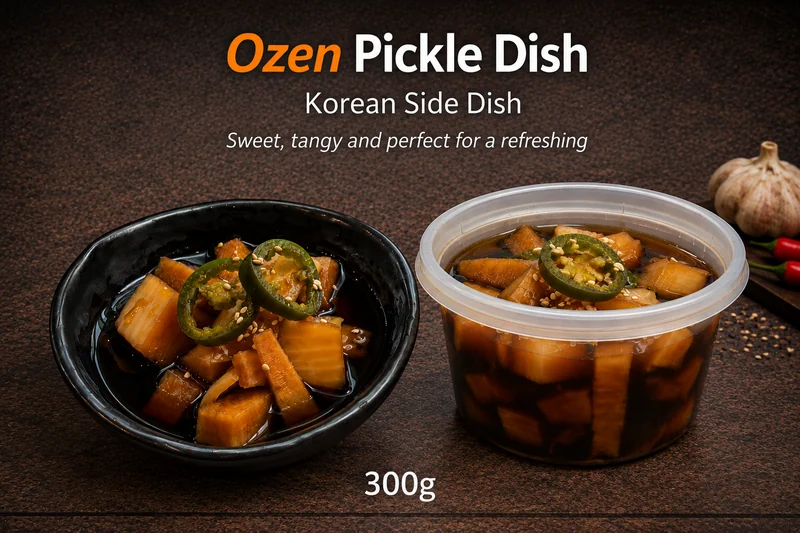 Ozen Pickle Dish
Korean Side Dish
Sweet, tangy and perfect for a refreshing
300g